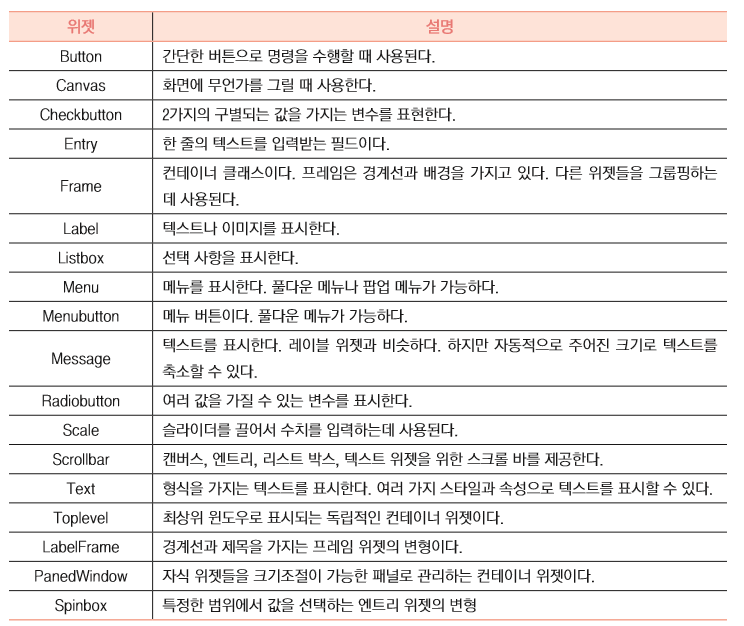 위젯 설명
Button 간단한 버튼으로 명령을 수행할 때 사용된다.
Canvas 화면에 무언가를 그릴 때 사용한다.
Checkbutton 2가지의 구별되는 값을 가지는 변수를 표현한다.
Entry 한 줄의 텍스트를 입력받는 필드이다.
Frame 컨테이너 클래스이다. 프레임은 경계선과 배경을 가지고 있다. 다른 위젯들을 그룹핑하는
데 사용된다.
Label 텍스트나 이미지를 표시한다.
Listbox 선택 사항을 표시한다.
Menu 메뉴를 표시한다. 풀다운 메뉴나 팝업 메뉴가 가능하다.
Menubutton 메뉴 버튼이다. 풀다운 메뉴가 가능하다.
Message 텍스트를 표시한다. 레이블 위젯과 비슷하다. 하지만 자동적으로 주어진 크기로 텍스트를
축소할 수 있다.
Radiobutton 여러 값을 가질 수 있는 변수를 표시한다.
Scale 슬라이더를 끌어서 수치를 입력하는데 사용된다.
Scrollbar 캔버스, 엔트리, 리스트 박스, 텍스트 위젯을 위한 스크롤 바를 제공한다.
Text 형식을 가지는 텍스트를 표시한다. 여러 가지 스타일과 속성으로 텍스트를 표시할 수 있다.
Toplevel 최상위 윈도우로 표시되는 독립적인 컨테이너 위젯이다.
LabelFrame 경계선과 제목을 가지는 프레임 위젯의 변형이다.
PanedWindow 자식 위젯들을 크기조절이 가능한 패널로 관리하는 컨테이너 위젯이다.
Spinbox 특정한 범위에서 값을 선택하는 엔트리 위젯의 변형